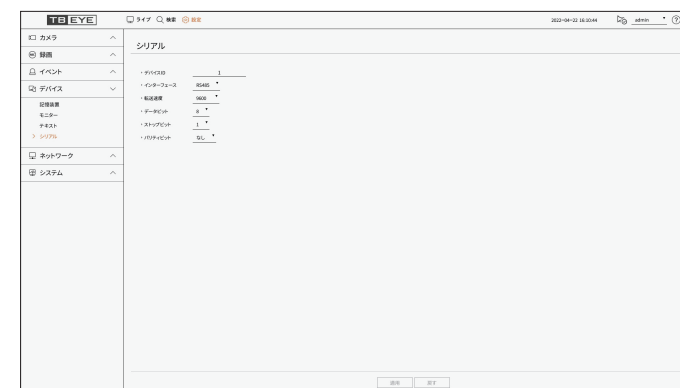 TB EYE
ライブ 検索 設定 2022-04-22 16:10:44 admin
カメラ
録画
イベント
デバイス
記憶装置
モニター
テキスト
シリアル
ネットワーク
システム
シリアル
・デバイスID 1
・インターフェース RS485
・転送速度 9600
・データビット 8
・ストップビット 1
・パリティビット なし
適用 戻す